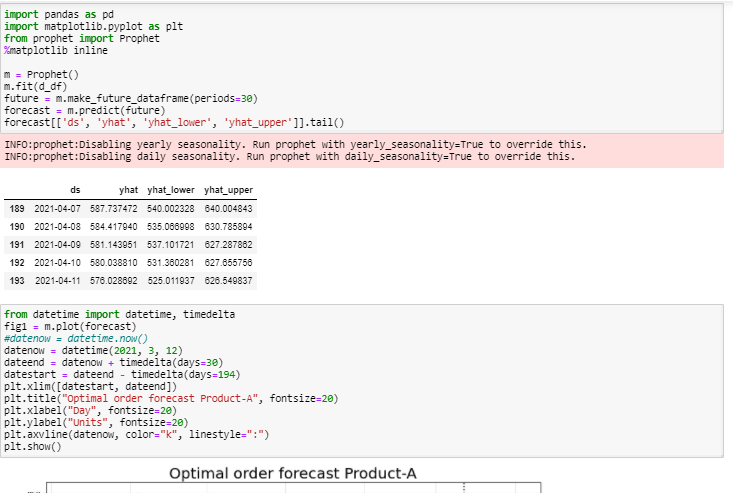 import pandas as pd
import matplotlib.pyplot as plt
from prophet import Prophet
%matplotlib inline
m = Prophet()
m.fit(d_df)
future = m.make_future_dataframe(periods=30)
forecast = m.predict(future)
forecast[['ds', 'yhat', 'yhat_lower', 'yhat_upper']].tail()
INFO:prophet:Disabling yearly seasonality. Run prophet with yearly_seasonality=True to override this.
INFO:prophet:Disabling daily seasonality. Run prophet with daily_seasonality=True to override this.
ds yhat yhat_lower yhat_upper
189 2021-04-07 587.737472 540.002328 640.004843
190 2021-04-08 584.417940 535.066998 630.785894
191 2021-04-09 581.143951 537.101721 627.287862
192 2021-04-10 580.038810 531.360281 627.655756
193 2021-04-11 576.028692 525.011937 626.549837
from datetime import datetime, timedelta
fig1 = m.plot(forecast)
#datenow = datetime.now()
datenow = datetime(2021, 3, 12)
dateend = datenow + timedelta(days=30)
datestart = dateend - timedelta(days=194)
plt.xlim([datestart, dateend])
plt.title("Optimal order forecast Product-A", fontsize=20)
plt.xlabel("Day", fontsize=20)
plt.ylabel("Units", fontsize=20)
plt.axvline(datenow, color="k", linestyle=":")
plt.show()
Optimal order forecast Product-A